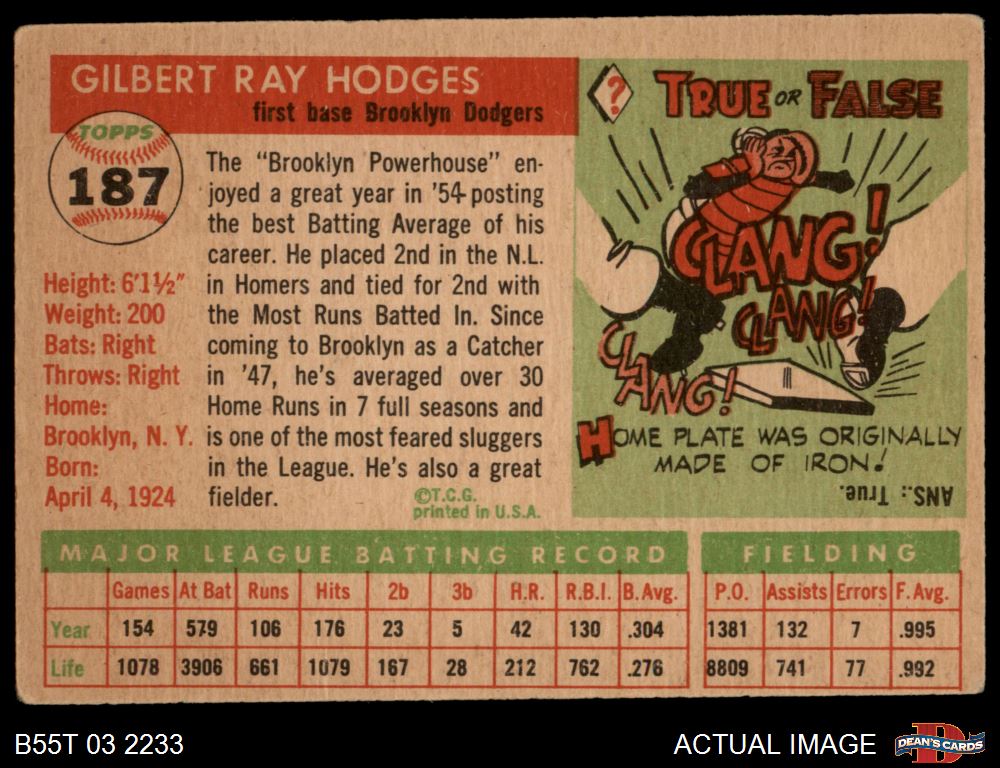 GILBERT RAY HODGES
first base Brooklyn Dodgers
TOPPS
187
Height: 6'1½"
Weight: 200
Bats: Right
Throws: Right
Home:
Brooklyn, N. Y.
Born:
April 4, 1924
The “Brooklyn Powerhouse” en-
joyed a great year in '54 posting
the best Batting Average of his
career. He placed 2nd in the N.L.
in Homers and tied for 2nd with
the Most Runs Batted In. Since
coming to Brooklyn as a Catcher
in '47, he's averaged over 30
Home Runs in 7 full seasons and
is one of the most feared sluggers
in the League. He's also a great
fielder.
©T.C.G.
printed in U.S.A.
? TRUE OR FALSE
CLANG!
CLANG!
CLANG!
HOME PLATE WAS ORIGINALLY
MADE OF IRON!
ANS.: True.
MAJOR LEAGUE BATTING RECORD
Games At Bat Runs Hits 2b 3b H.R. R.B.I. B.Avg.
Year 154 579 106 176 23 5 42 130 .304
Life 1078 3906 661 1079 167 28 212 762 .276
FIELDING
P.O. Assists Errors F.Avg.
1381 132 7 .995
8809 741 77 .992
B55T 03 2233
ACTUAL IMAGE
D
DEAN'S CARDS